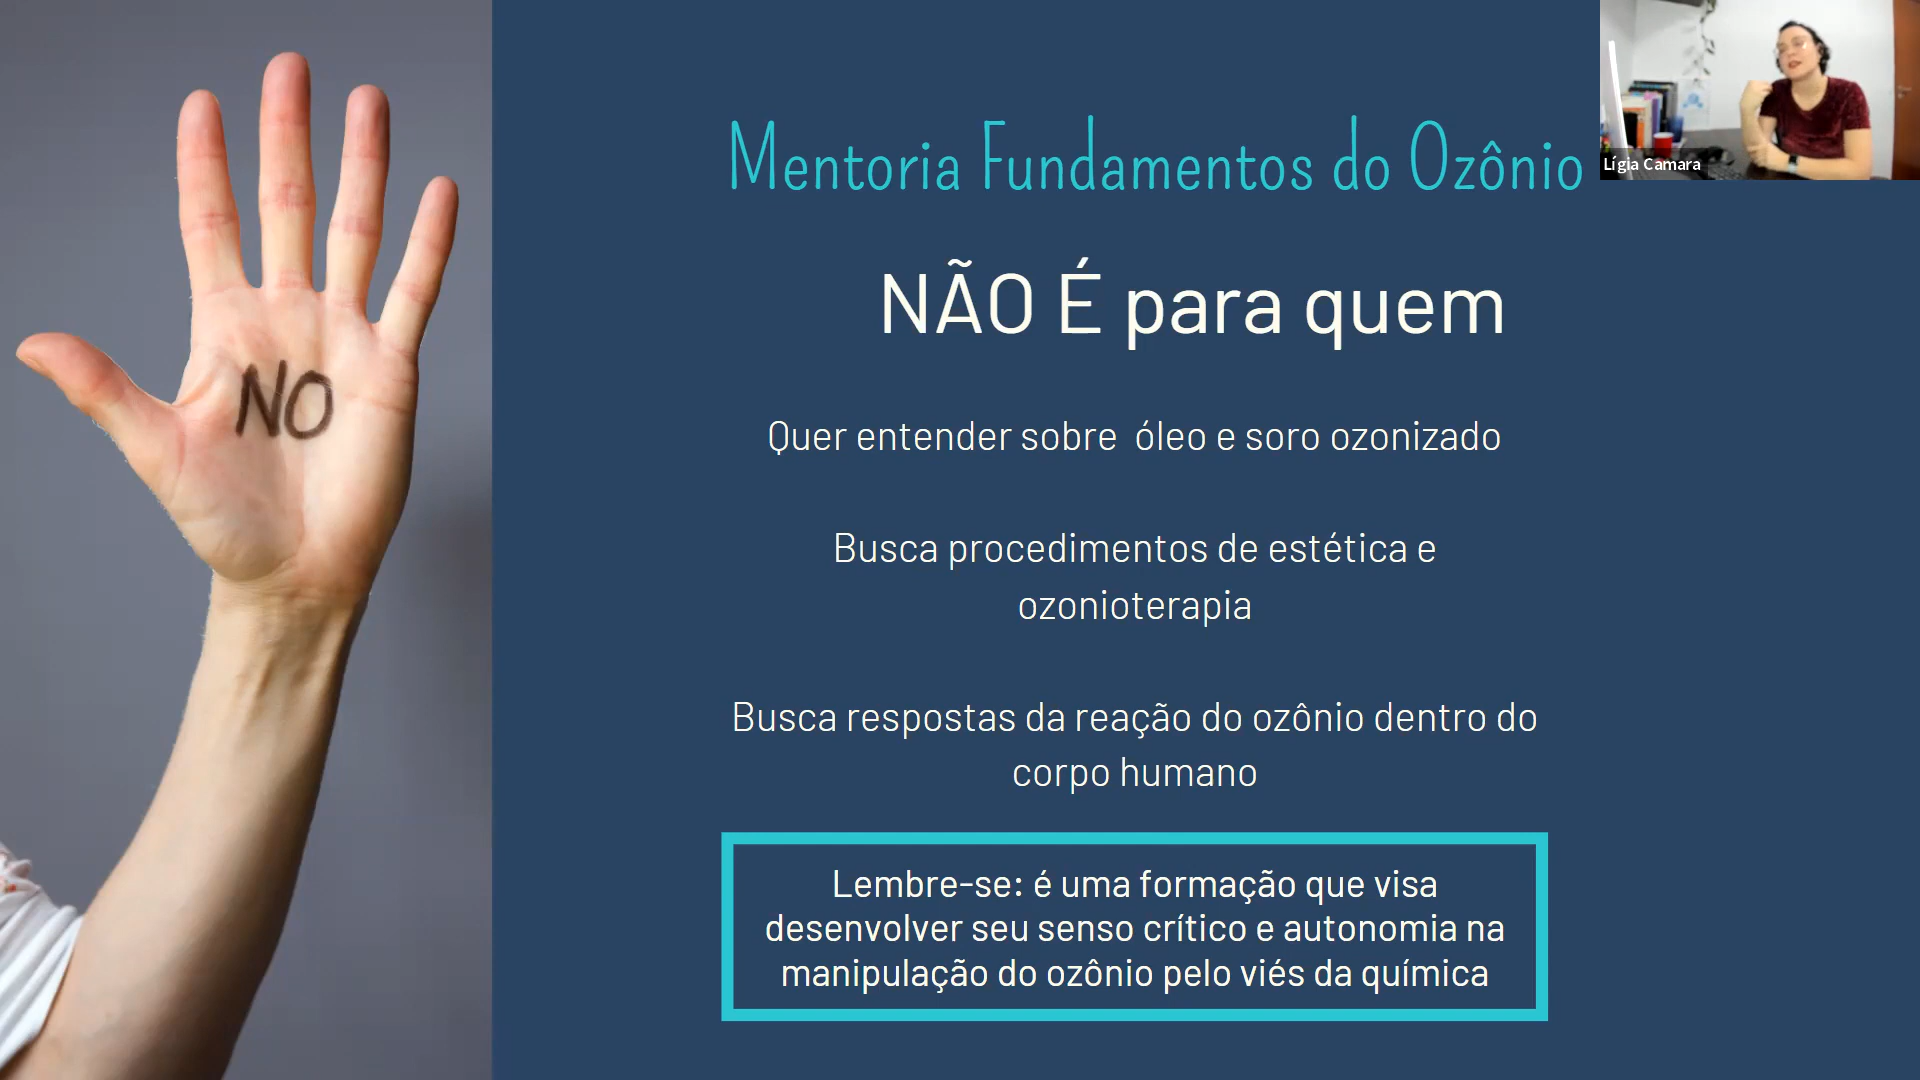 Mentoria Fundamentos do Ozônio
Lígia Camara
NÃO É para quem
NO
Quer entender sobre óleo e soro ozonizado
Busca procedimentos de estética e
ozonioterapia
Busca respostas da reação do ozônio dentro do
corpo humano
Lembre-se: é uma formação que visa
desenvolver seu senso crítico e autonomia na
manipulação do ozônio pelo viés da química